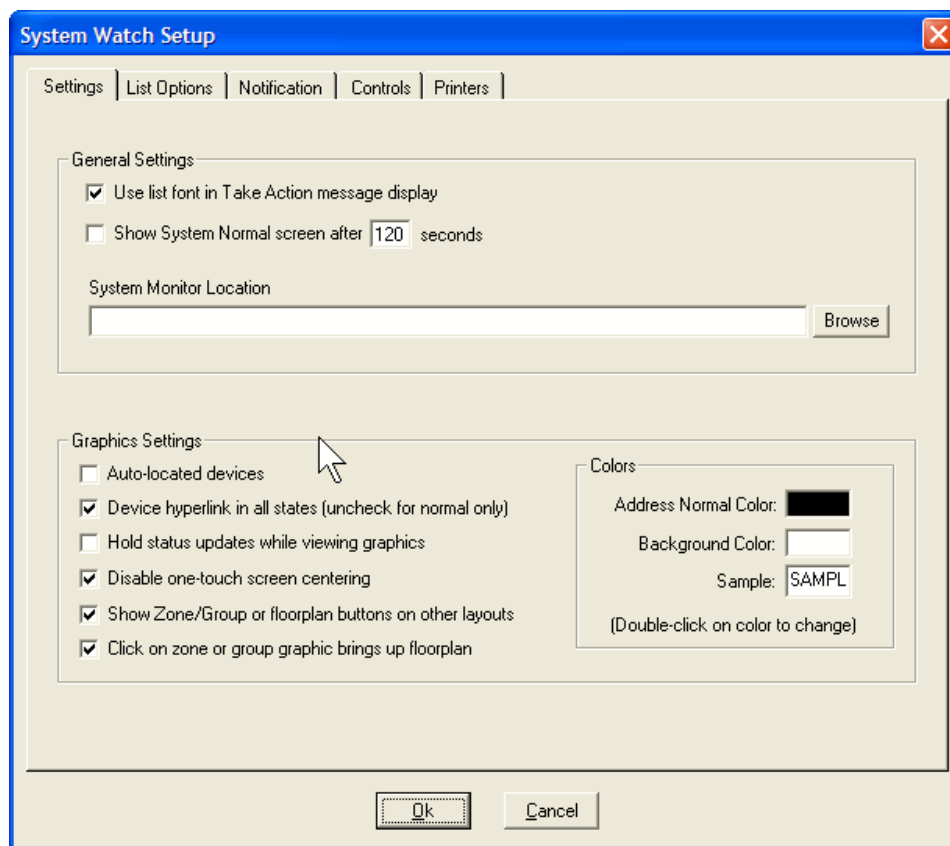 System Watch Setup
Settings List Options Notification Controls Printers
General Settings
Use list font in Take Action message display
Show System Normal screen after 120 seconds
System Monitor Location
Browse
Graphics Settings
Auto-located devices
Device hyperlink in all states (uncheck for normal only)
Hold status updates while viewing graphics
Disable one-touch screen centering
Show Zone/Group or floorplan buttons on other layouts
Click on zone or group graphic brings up floorplan
Colors
Address Normal Color:
Background Color:
Sample: SAMPL
(Double-click on color to change)
Ok Cancel